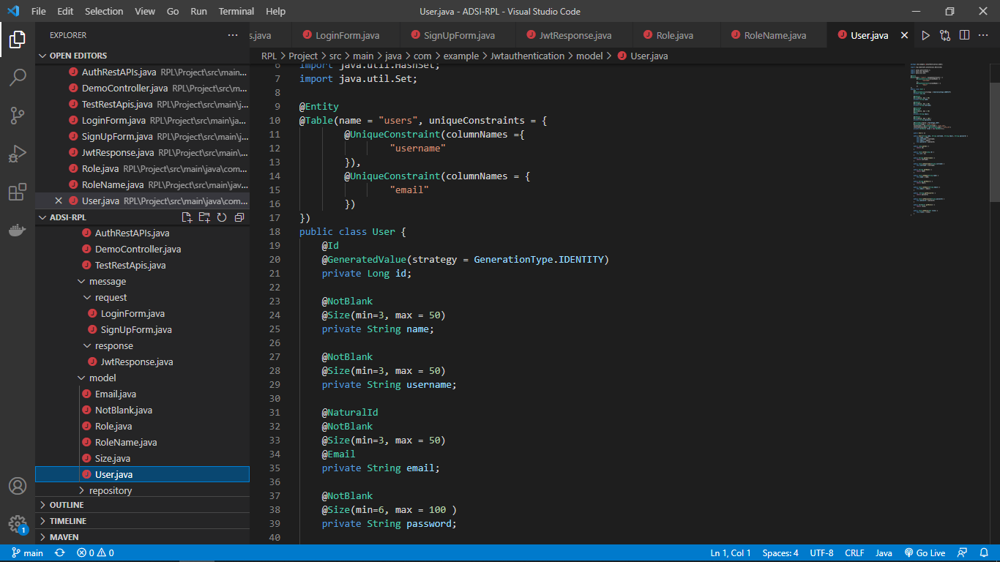 File Edit Selection View Go Run Terminal Help User.java - ADSI-RPL - Visual Studio Code
EXPLORER
s.java LoginForm.java SignUpForm.java JwtResponse.java Role.java RoleName.java User.java
RPL > Project > src > main > java > com > example > Jwtauthentication > model > User.java
OPEN EDITORS
AuthRestAPIs.java RPL\Project\src\main...
DemoController.java RPL\Project\src\ma...
TestRestApis.java RPL\Project\src\main\j...
LoginForm.java RPL\Project\src\main\ja...
SignUpForm.java RPL\Project\src\main\j...
JwtResponse.java RPL\Project\src\main\...
Role.java RPL\Project\src\main\java\com...
RoleName.java RPL\Project\src\main\jav...
User.java RPL\Project\src\main\java\com...
ADSI-RPL
AuthRestAPIs.java
DemoController.java
TestRestApis.java
message
request
LoginForm.java
SignUpForm.java
response
JwtResponse.java
model
Email.java
NotBlank.java
Role.java
RoleName.java
Size.java
User.java
repository
OUTLINE
TIMELINE
MAVEN
1
6 import java.util.HashSet;
7 import java.util.Set;
8
9 @Entity
10 @Table(name = "users", uniqueConstraints = {
11 @UniqueConstraint(columnNames ={
12 "username"
13 }),
14 @UniqueConstraint(columnNames = {
15 "email"
16 })
17 })
18 public class User {
19 @Id
20 @GeneratedValue(strategy = GenerationType.IDENTITY)
21 private Long id;
22
23 @NotBlank
24 @Size(min=3, max = 50)
25 private String name;
26
27 @NotBlank
28 @Size(min=3, max = 50)
29 private String username;
30
31 @NaturalId
32 @NotBlank
33 @Size(min=3, max = 50)
34 @Email
35 private String email;
36
37 @NotBlank
38 @Size(min=6, max = 100 )
39 private String password;
40
main 0 0 Ln 1, Col 1 Spaces: 4 UTF-8 CRLF Java Go Live